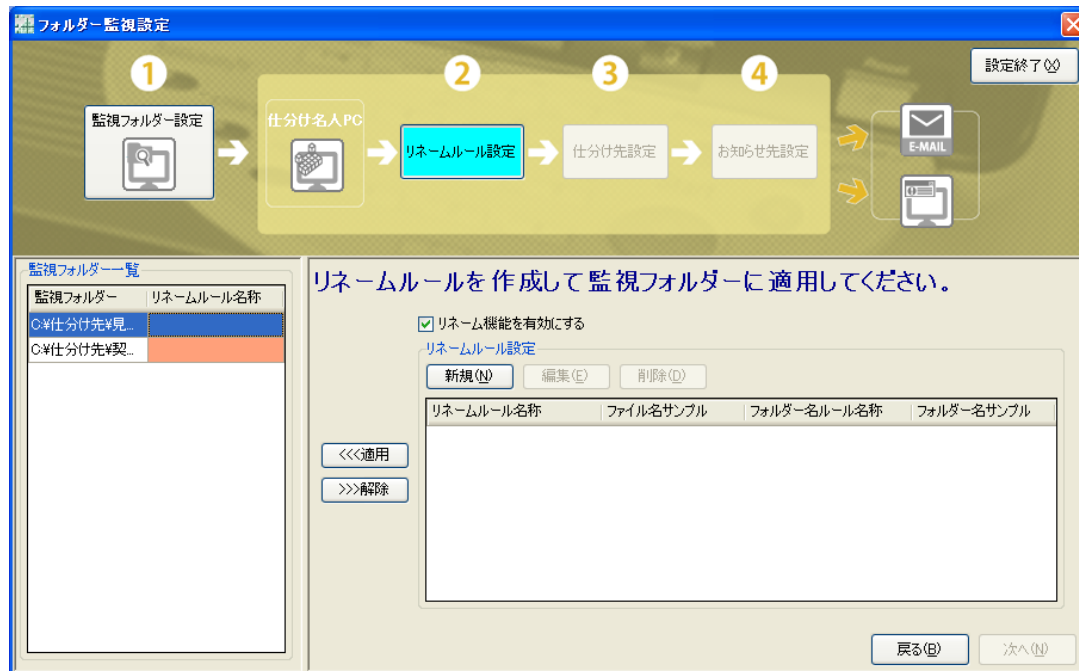 フォルダー監視設定
1
2
3
4
設定終了(X)
監視フォルダー設定
仕分け名人PC
リネームルール設定
仕分け先設定
お知らせ先設定
E-MAIL
監視フォルダー一覧
監視フォルダー リネームルール名称
C:¥仕分け先¥見...
C:¥仕分け先¥契...
リネームルールを作成して監視フォルダーに適用してください。
リネーム機能を有効にする
リネームルール設定
新規(N) 編集(E) 削除(D)
リネームルール名称 ファイル名サンプル フォルダー名ルール名称 フォルダー名サンプル
<<<適用
>>>解除
戻る(B) 次へ(N)